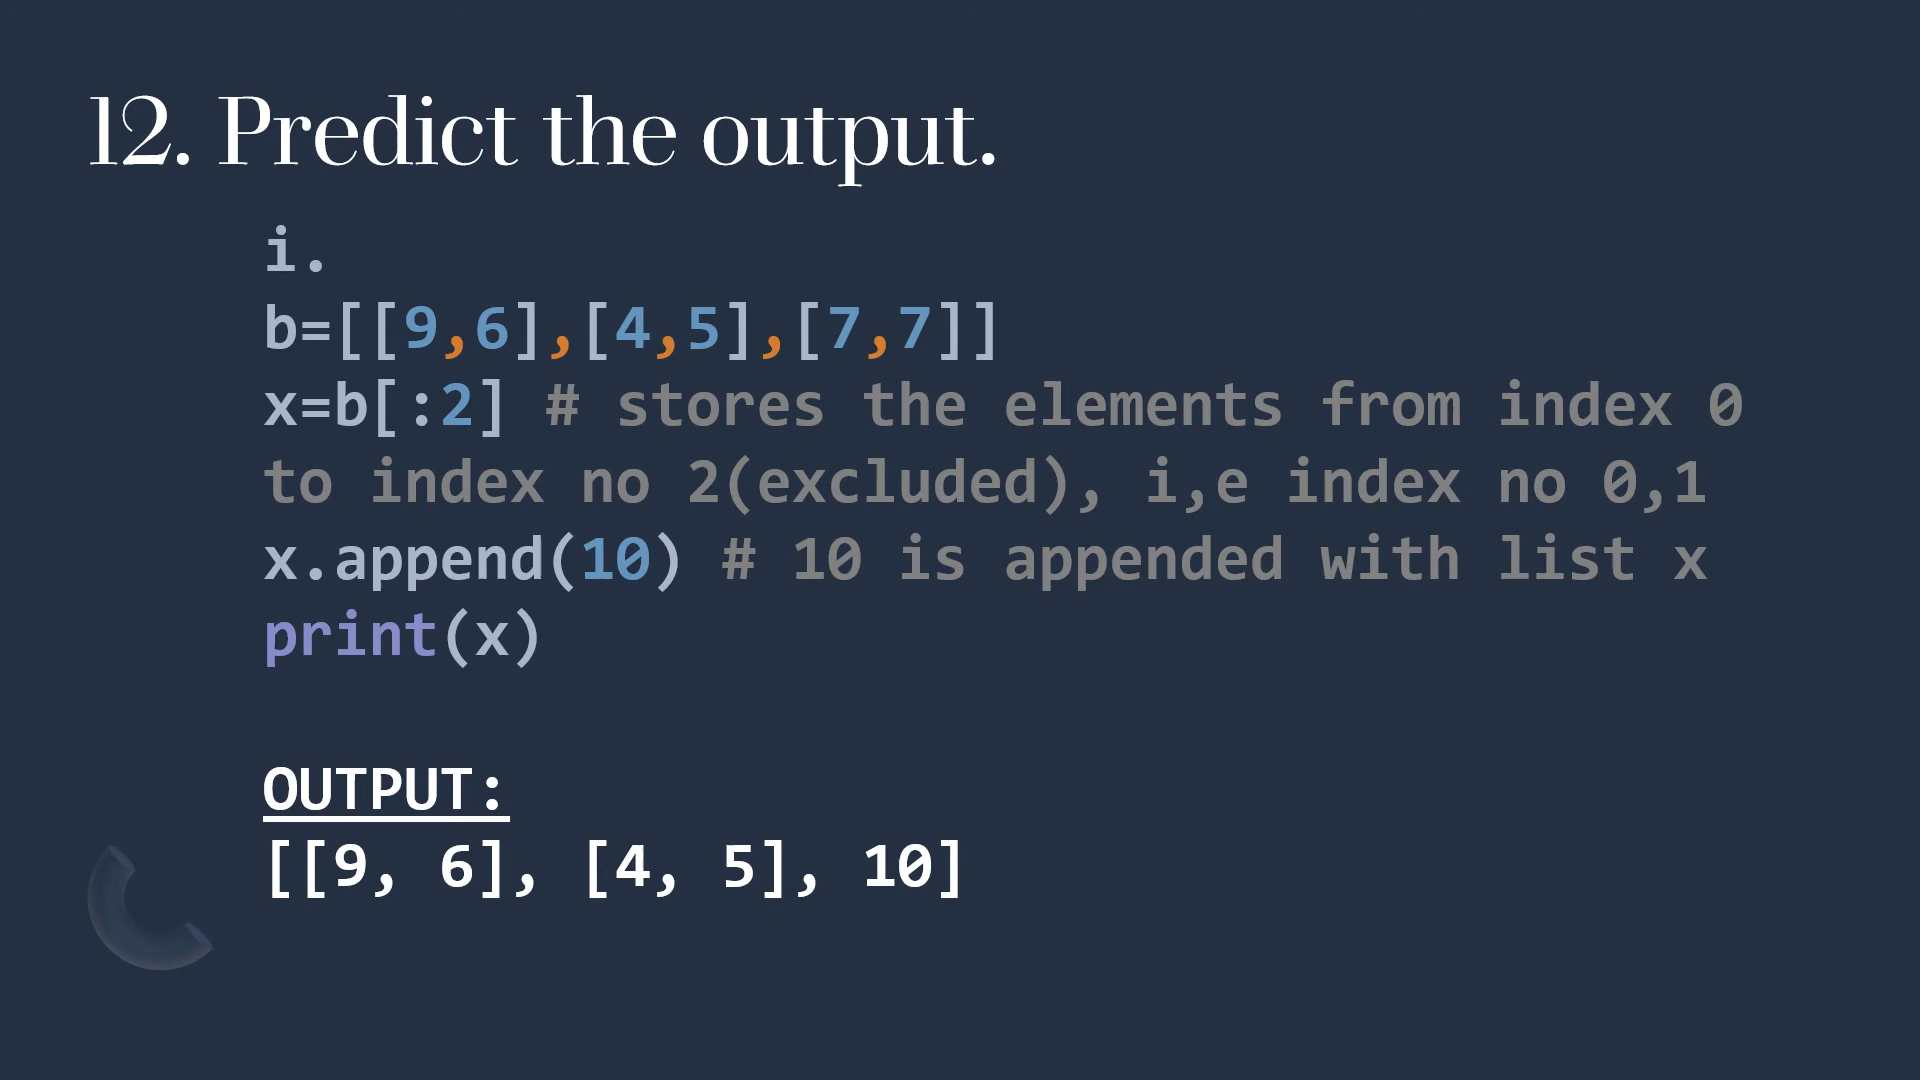 12. Predict the output.
i.
b=[[9,6],[4,5],[7,7]]
x=b[:2] # stores the elements from index 0
to index no 2(excluded), i,e index no 0,1
x.append(10) # 10 is appended with list x
print(x)
OUTPUT:
[[9, 6], [4, 5], 10]